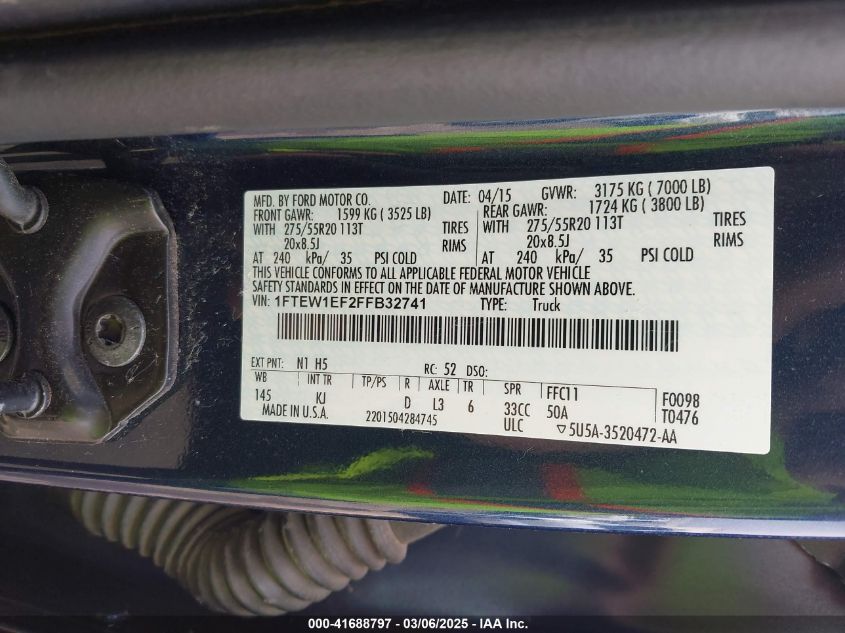 MFD. BY FORD MOTOR CO. DATE: 04/15 GVWR: 3175 KG ( 7000 LB)
FRONT GAWR: 1599 KG ( 3525 LB) REAR GAWR: 1724 KG ( 3800 LB)
WITH 275/55R20 113T TIRES WITH 275/55R20 113T TIRES
20x8.5J RIMS 20x8.5J RIMS
AT 240 kPa/ 35 PSI COLD AT 240 kPa/ 35 PSI COLD
THIS VEHICLE CONFORMS TO ALL APPLICABLE FEDERAL MOTOR VEHICLE
SAFETY STANDARDS IN EFFECT ON THE DATE OF MANUFACTURE SHOWN ABOVE.
VIN: 1FTEW1EF2FFB32741 TYPE: Truck
EXT PNT: N1 H5 RC: 52 DSO:
WB INT TR TP/PS R AXLE TR SPR FFC11 F0098
145 KJ D L3 6 33CC 50A T0476
MADE IN U.S.A. 2201504284745 ULC ▽5U5A-3520472-AA
000-41688797 - 03/06/2025 - IAA Inc.